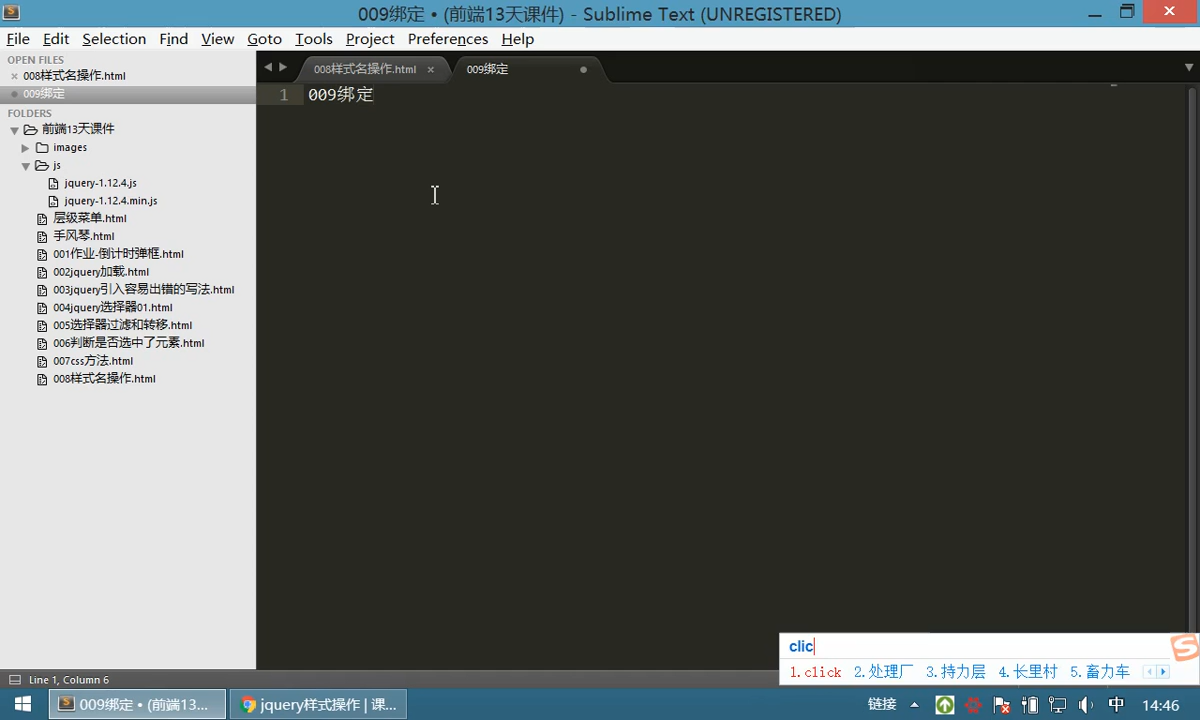 009绑定 • (前端13天课件) - Sublime Text (UNREGISTERED)
File Edit Selection Find View Goto Tools Project Preferences Help
OPEN FILES
008样式名操作.html
009绑定
FOLDERS
前端13天课件
images
js
jquery-1.12.4.js
jquery-1.12.4.min.js
层级菜单.html
手风琴.html
001作业-倒计时弹框.html
002jquery加载.html
003jquery引入容易出错的写法.html
004jquery选择器01.html
005选择器过滤和转移.html
006判断是否选中了元素.html
007css方法.html
008样式名操作.html
008样式名操作.html
009绑定
1 009绑定
clic
1.click 2.处理厂 3.持力层 4.长里村 5.畜力车
Line 1, Column 6
009绑定 • (前端13...
jquery样式操作 | 课...
链接
中
14:46